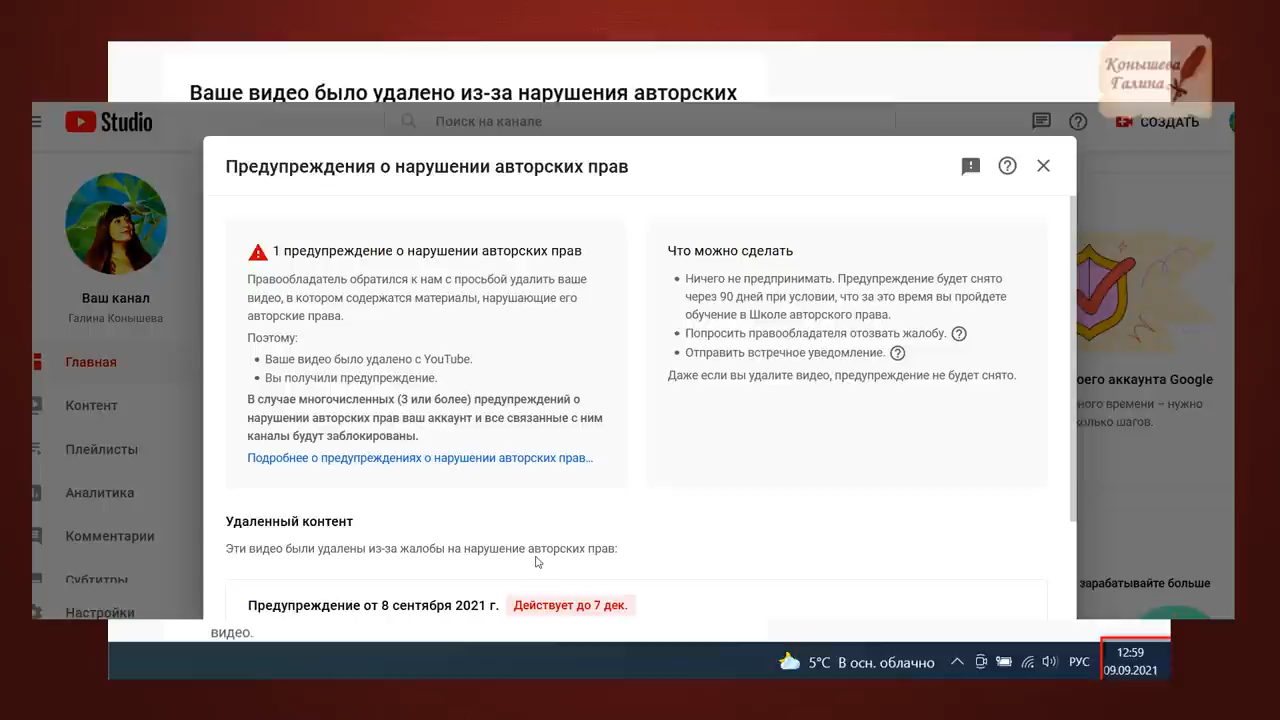 Конышева
Галина
Ваше видео было удалено из-за нарушения авторских
Studio
Поиск на канале
СОЗДАТЬ
Предупреждения о нарушении авторских прав
1 предупреждение о нарушении авторских прав
Правообладатель обратился к нам с просьбой удалить ваше
видео, в котором содержатся материалы, нарушающие его
авторские права.
Поэтому:
Ваше видео было удалено с YouTube.
Вы получили предупреждение.
В случае многочисленных (3 или более) предупреждений о
нарушении авторских прав ваш аккаунт и все связанные с ним
каналы будут заблокированы.
Подробнее о предупреждениях о нарушении авторских прав…
Что можно сделать
Ничего не предпринимать. Предупреждение будет снято
через 90 дней при условии, что за это время вы пройдете
обучение в Школе авторского права.
Попросить правообладателя отозвать жалобу.
Отправить встречное уведомление.
Даже если вы удалите видео, предупреждение не будет снято.
Ваш канал
Галина Конышева
Главная
Контент
Плейлисты
Аналитика
Комментарии
Субтитры
Настройки
оего аккаунта Google
ного времени – нужно
колько шагов.
зарабатывайте больше
Удаленный контент
Эти видео были удалены из-за жалобы на нарушение авторских прав:
Предупреждение от 8 сентября 2021 г. Действует до 7 дек.
видео.
5°C В осн. облачно
РУС
12:59
09.09.2021